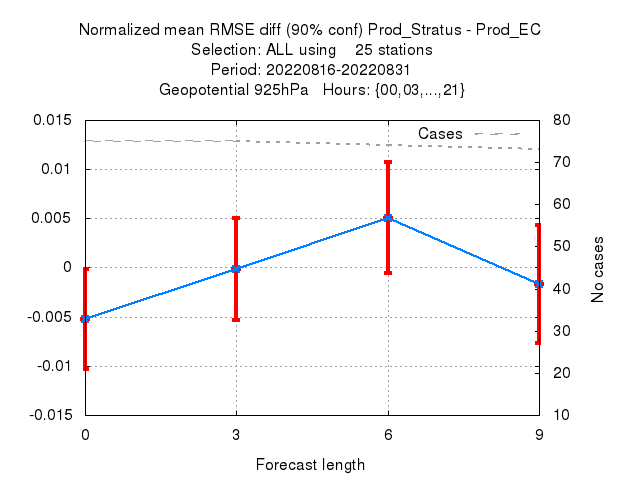 Normalized mean RMSE diff (90% conf) Prod_Stratus - Prod_EC
Selection: ALL using    25 stations
Period: 20220816-20220831
Geopotential 925hPa   Hours: {00,03,...,21}
0.015
0.01
0.005
0
-0.005
-0.01
-0.015
Cases
80
70
60
50
40
30
20
10
No cases
0 3 6 9
Forecast length